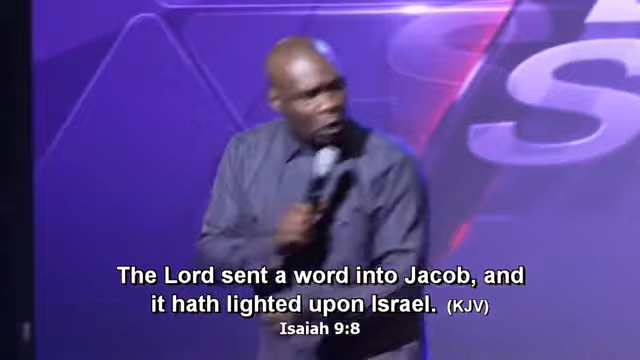 S
The Lord sent a word into Jacob, and
it hath lighted upon Israel. (KJV)
Isaiah 9:8